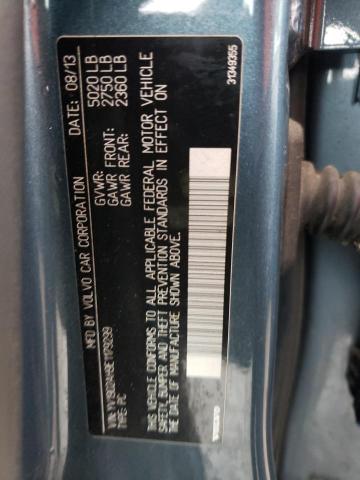 MFD. BY VOLVO CAR CORPORATION DATE: 08/13
GVWR: 5020 LB
GAWR FRONT: 2750 LB
GAWR REAR: 2360 LB
TYPE: PC
THIS VEHICLE CONFORMS TO ALL APPLICABLE FEDERAL MOTOR VEHICLE
SAFETY, BUMPER AND THEFT PREVENTION STANDARDS IN EFFECT ON
THE DATE OF MANUFACTURE SHOWN ABOVE.
VOLVO
31349355